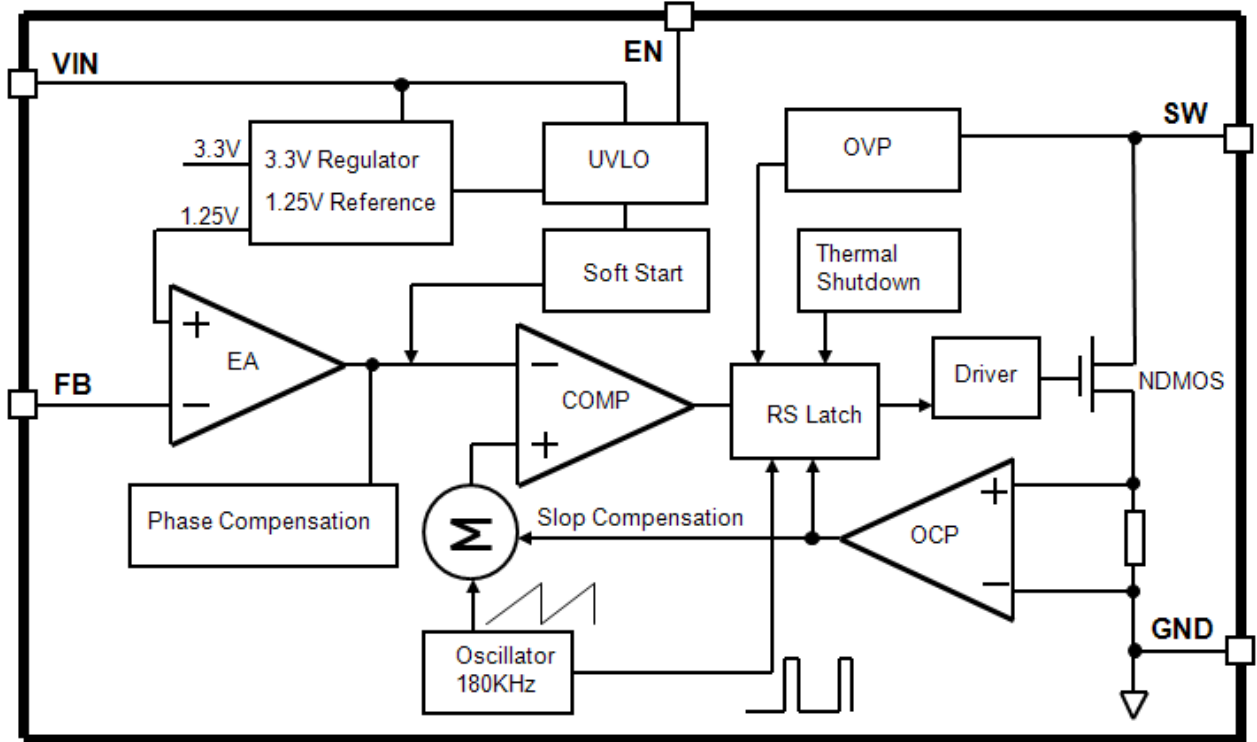 EN
VIN
SW
3.3V
3.3V Regulator
1.25V Reference
UVLO
OVP
1.25V
Soft Start
Thermal
Shutdown
+
EA
−
FB
−
COMP
+
RS Latch
Driver
NDMOS
Phase Compensation
Σ
Slop Compensation
+
OCP
−
Oscillator
180KHz
GND